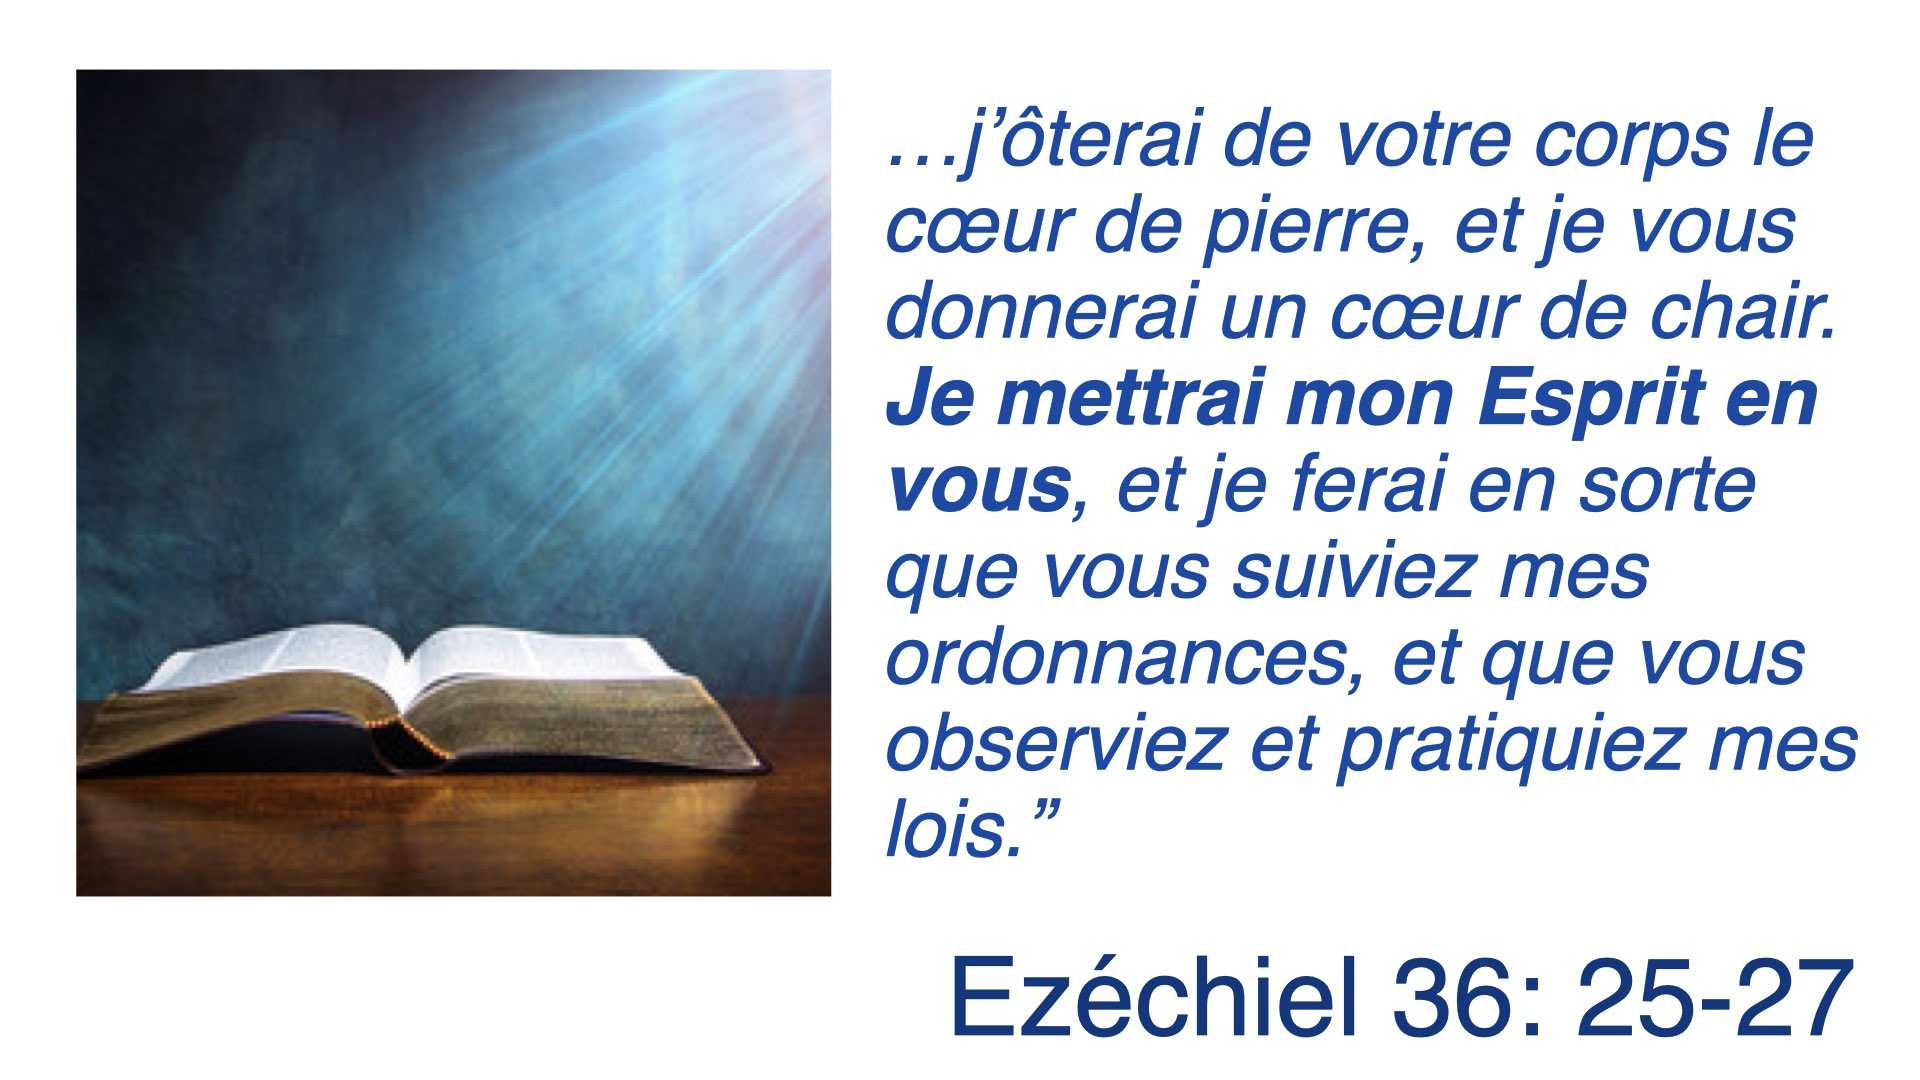 …j’ôterai de votre corps le
cœur de pierre, et je vous
donnerai un cœur de chair.
Je mettrai mon Esprit en
vous, et je ferai en sorte
que vous suiviez mes
ordonnances, et que vous
observiez et pratiquiez mes
lois.”
Ezéchiel 36: 25-27